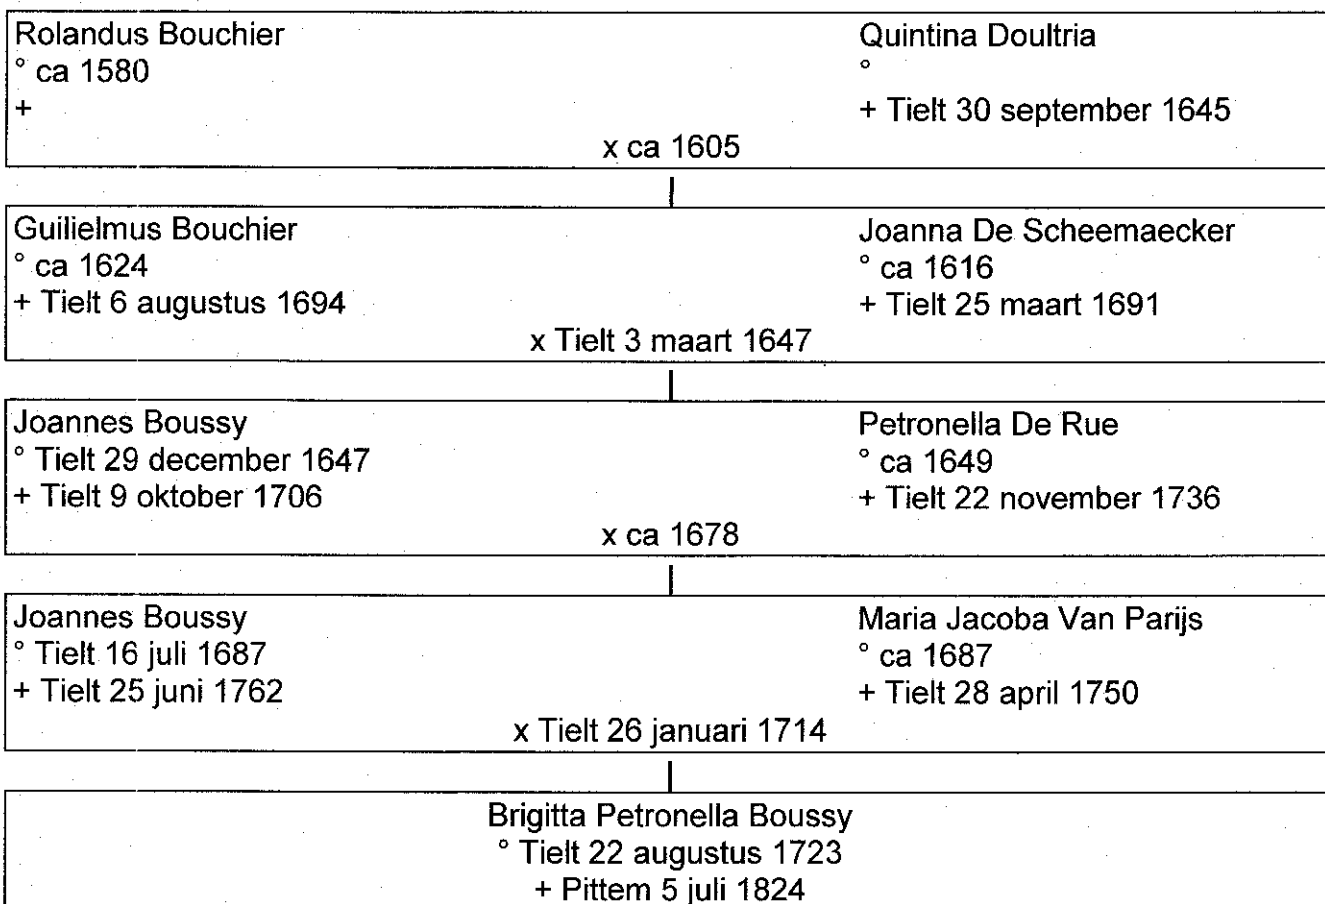 Rolandus Bouchier
° ca 1580
+
Quintina Doultria
°
+ Tielt 30 september 1645
x ca 1605
Guilielmus Bouchier
° ca 1624
+ Tielt 6 augustus 1694
Joanna De Scheemaecker
° ca 1616
+ Tielt 25 maart 1691
x Tielt 3 maart 1647
Joannes Boussy
° Tielt 29 december 1647
+ Tielt 9 oktober 1706
Petronella De Rue
° ca 1649
+ Tielt 22 november 1736
x ca 1678
Joannes Boussy
° Tielt 16 juli 1687
+ Tielt 25 juni 1762
Maria Jacoba Van Parijs
° ca 1687
+ Tielt 28 april 1750
x Tielt 26 januari 1714
Brigitta Petronella Boussy
° Tielt 22 augustus 1723
+ Pittem 5 juli 1824